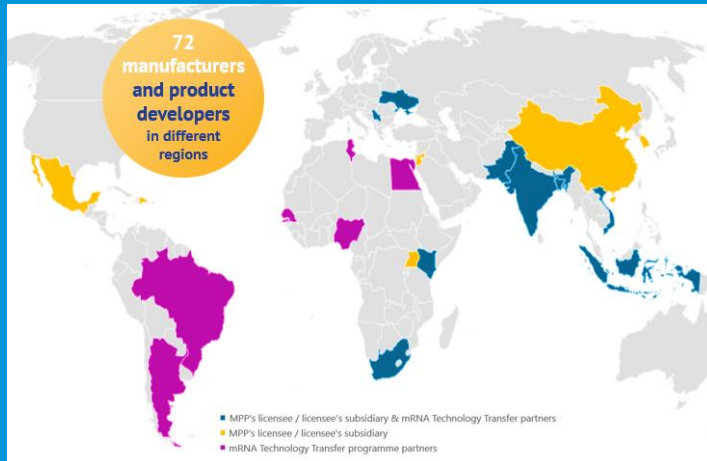 72
manufacturers
and product
developers
in different
regions
MPP's licensee / licensee's subsidiary & mRNA Technology Transfer partners
MPP's licensee / licensee's subsidiary
mRNA Technology Transfer programme partners